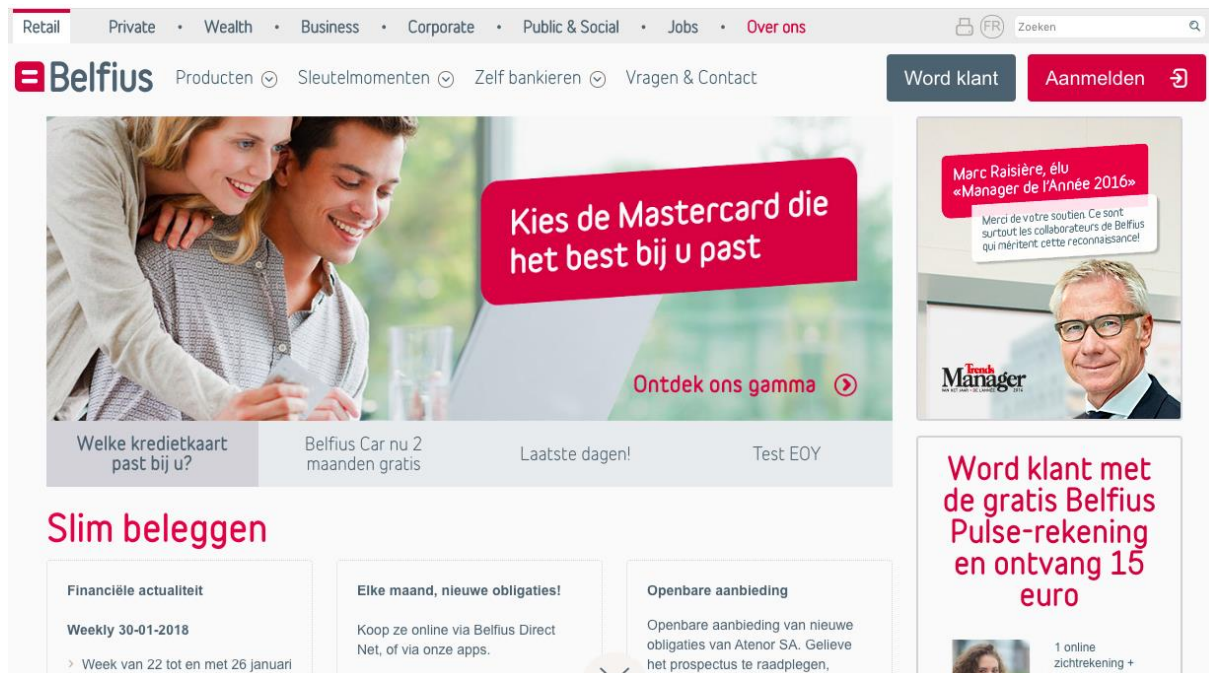 Retail Private • Wealth • Business • Corporate • Public & Social • Jobs • Over ons FR Zoeken
Belfius Producten Sleutelmomenten Zelf bankieren Vragen & Contact Word klant Aanmelden
Kies de Mastercard die
het best bij u past
Ontdek ons gamma
Marc Raisière, élu
«Manager de l'Année 2016»
Merci de votre soutien. Ce sont
surtout les collaborateurs de Belfius
qui méritent cette reconnaissance!
Trends
Manager
Welke kredietkaart
past bij u?
Belfius Car nu 2
maanden gratis
Laatste dagen!
Test EOY
Word klant met
de gratis Belfius
Pulse-rekening
en ontvang 15
euro
1 online
zichtrekening +
Slim beleggen
Financiële actualiteit
Weekly 30-01-2018
Week van 22 tot en met 26 januari
Elke maand, nieuwe obligaties!
Koop ze online via Belfius Direct
Net, of via onze apps.
Openbare aanbieding
Openbare aanbieding van nieuwe
obligaties van Atenor SA. Gelieve
het prospectus te raadplegen,